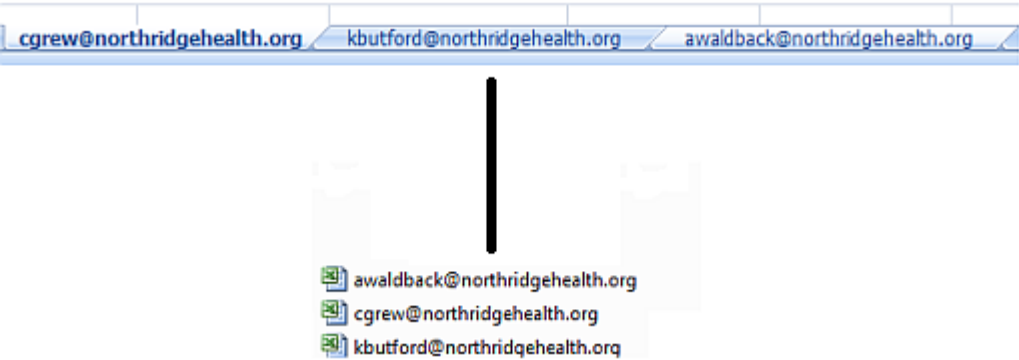 cgrew@northridgehealth.org kbutford@northridgehealth.org awaldback@northridgehealth.org
awaldback@northridgehealth.org
cgrew@northridgehealth.org
kbutford@northridgehealth.org